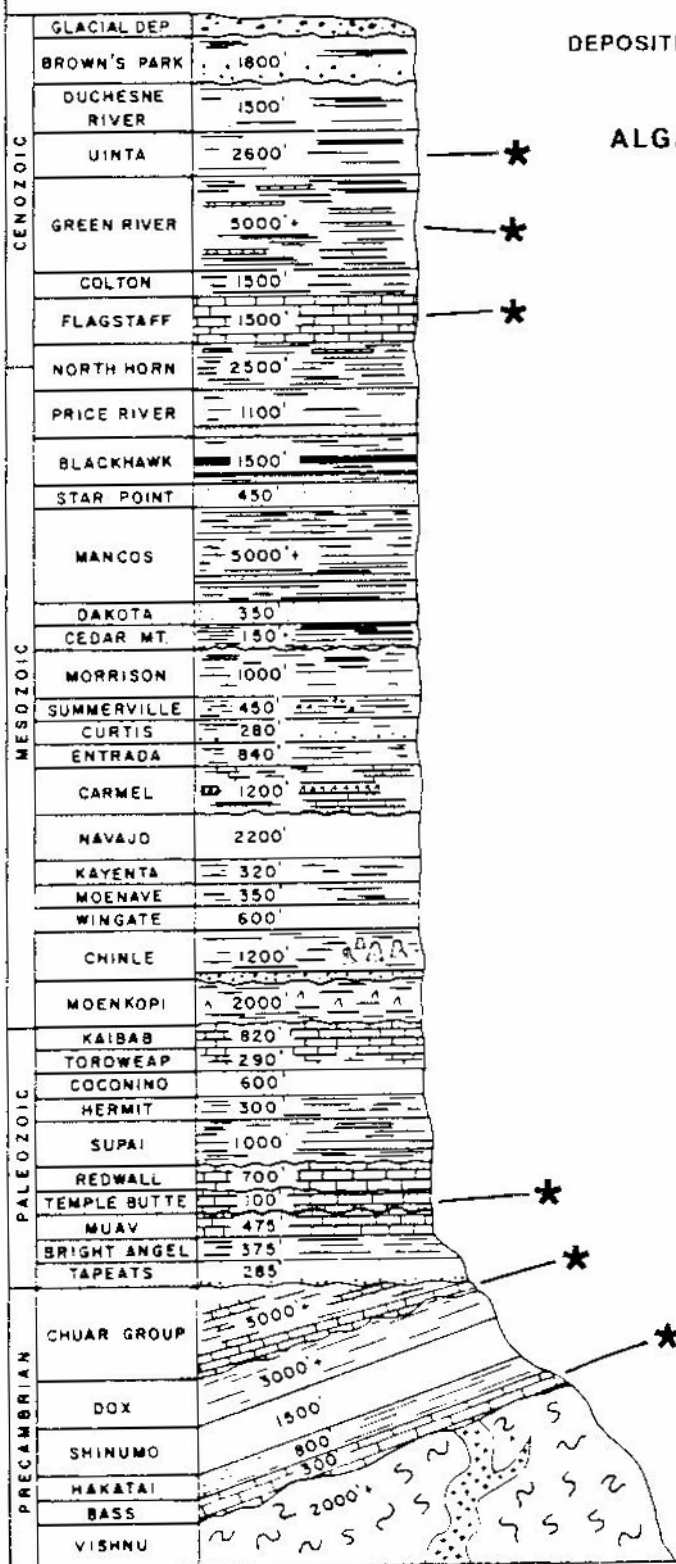 DEPOSITI
ALG.
CENOZOIC
GLACIAL DEP
BROWN'S PARK 1800'
DUCHESNE
RIVER 1500'
UINTA 2600' *
GREEN RIVER 5000'+ *
COLTON 1500'
FLAGSTAFF 1500' *
NORTH HORN 2500'
MESOZOIC
PRICE RIVER 1100'
BLACKHAWK 1500'
STAR POINT 450'
MANCOS 5000'+
DAKOTA 350'
CEDAR MT. 150'
MORRISON 1000'
SUMMERVILLE 450'
CURTIS 280'
ENTRADA 840'
CARMEL 1200'
NAVAJO 2200'
KAYENTA 320'
MOENAVE 350'
WINGATE 600'
CHINLE 1200'
MOENKOPI 2000'
PALEOZOIC
KAIBAB 820'
TOROWEAP 290'
COCONINO 600'
HERMIT 300'
SUPAI 1000'
REDWALL 700'
TEMPLE BUTTE 100' *
MUAV 475'
BRIGHT ANGEL 375'
TAPEATS 285'
PRECAMBRIAN
CHUAR GROUP 5000'+ *
3000'+
DOX 1500'
SHINUMO 800 *
HAKATAI 300
BASS 2000'+
VISHNU